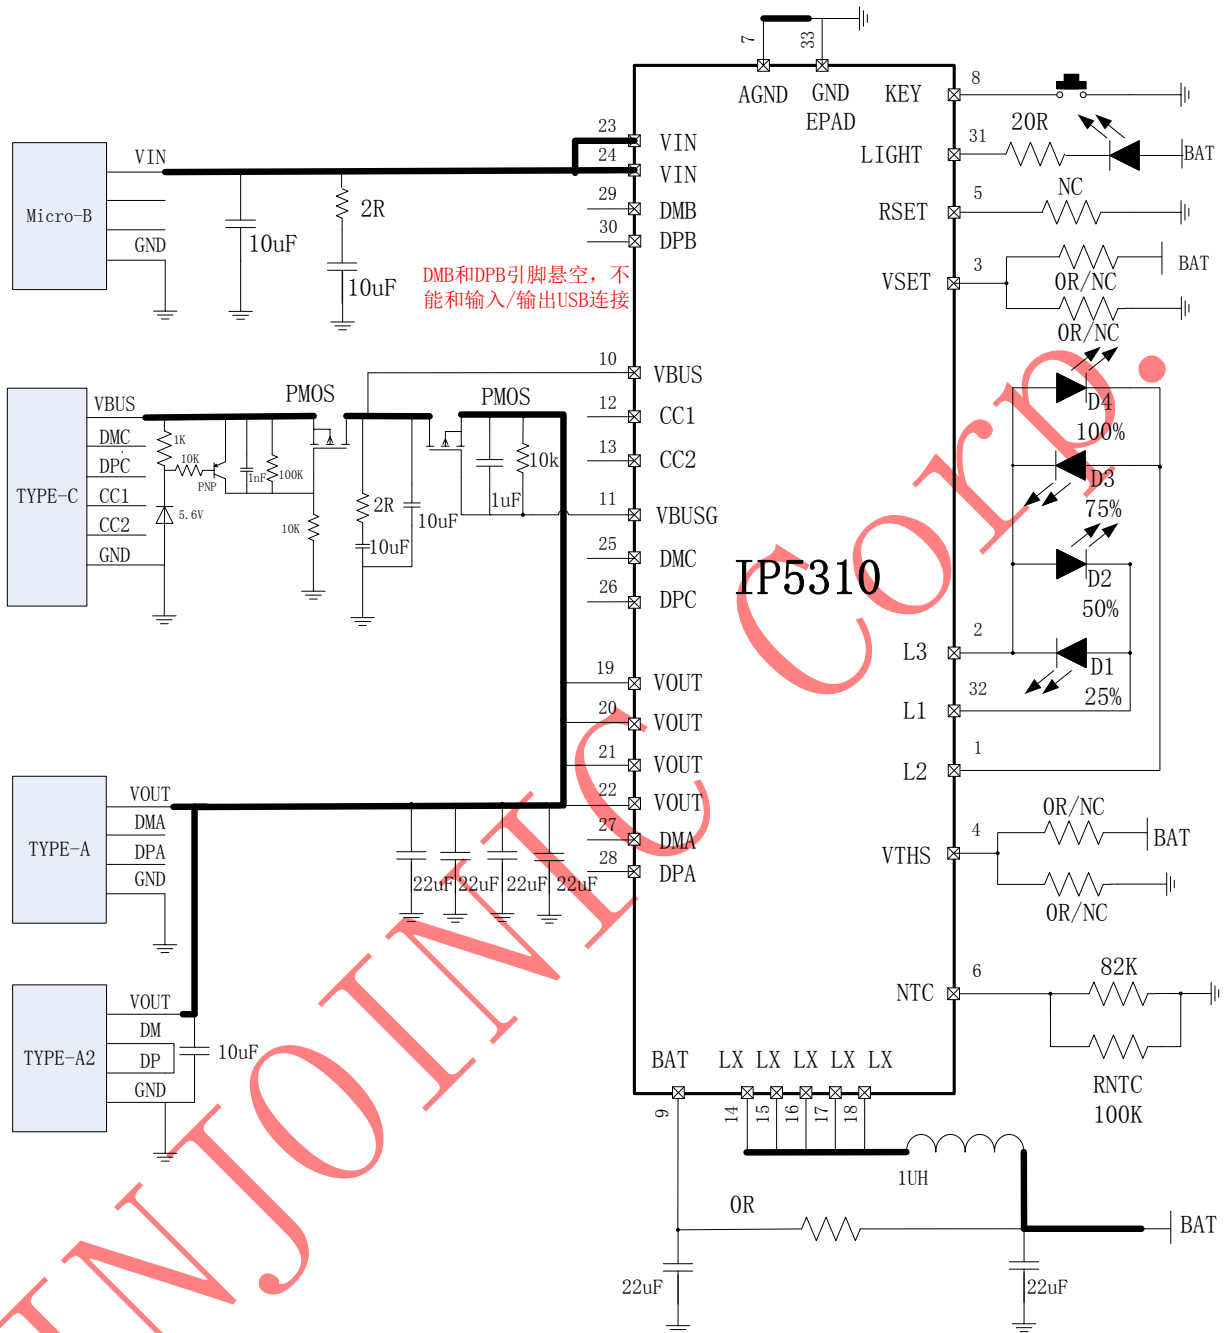 7
33
AGND
GND
EPAD
KEY
8
23
VIN
24
VIN
29
DMB
30
DPB
LIGHT
31
20R
BAT
RSET
5
NC
VSET
3
0R/NC
BAT
0R/NC
Micro-B
VIN
GND
10uF
2R
10uF
DMB和DPB引脚悬空，不
能和输入/输出USB连接
10
VBUS
12
CC1
13
CC2
11
VBUSG
25
DMC
26
DPC
TYPE-C
VBUS
DMC
DPC
CC1
CC2
GND
1K
10K
PNP
5.6V
1nF
100K
10K
PMOS
2R
10uF
10uF
PMOS
1uF
10k
IP5310
D4
100%
D3
75%
D2
50%
D1
25%
L3
2
L1
32
L2
1
19
VOUT
20
VOUT
21
VOUT
22
VOUT
27
DMA
28
DPA
TYPE-A
VOUT
DMA
DPA
GND
22uF
22uF
22uF
22uF
VTHS
4
0R/NC
BAT
0R/NC
NTC
6
82K
RNTC
100K
TYPE-A2
VOUT
DM
DP
GND
10uF
BAT
LX
LX
LX
LX
LX
9
14
15
16
17
18
1UH
0R
BAT
22uF
22uF
INJOINIC Corp.